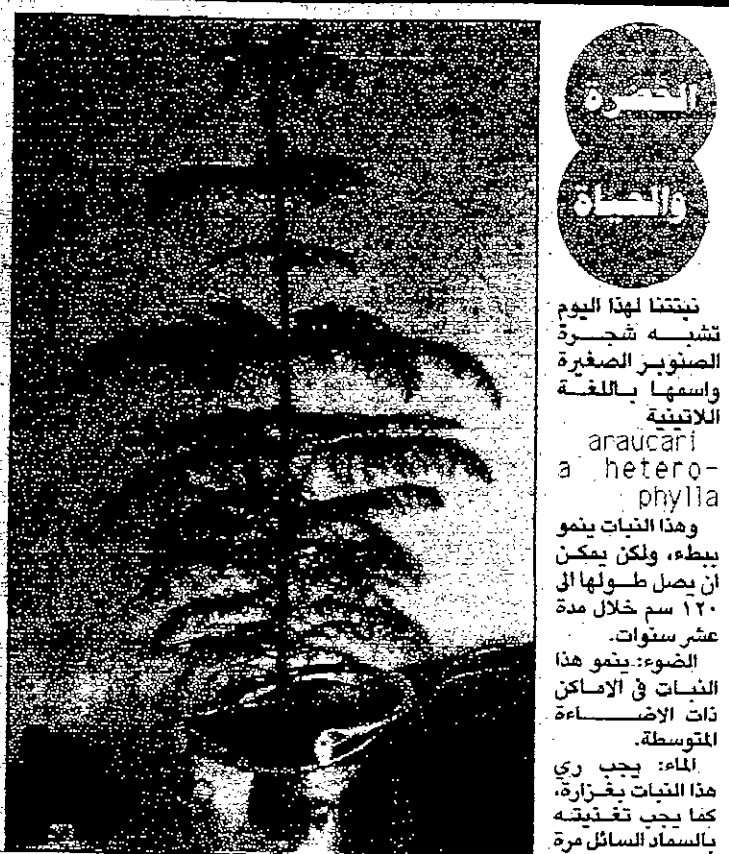 الخضرة
والحياة
نبتتنا لهذا اليوم
تشبه شجرة
الصنوبر الصغيرة
واسمها باللغة
اللاتينية
araucari
a hetero-
phylla
وهذا النبات ينمو
ببطء، ولكن يمكن
ان يصل طولها الى
١٢٠ سم خلال مدة
عشر سنوات.
الضوء: ينمو هذا
النبات في الاماكن
ذات الاضاءة
المتوسطة.
الماء: يجب ري
هذا النبات بغزارة،
كما يجب تغذيته
بالسماد السائل مرة